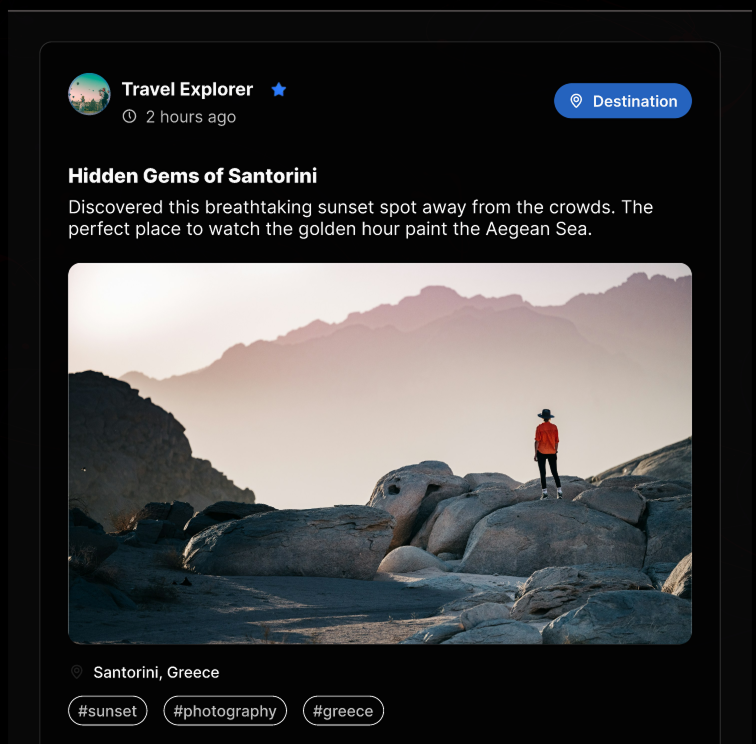 Travel Explorer
2 hours ago
Destination
Hidden Gems of Santorini
Discovered this breathtaking sunset spot away from the crowds. The
perfect place to watch the golden hour paint the Aegean Sea.
Santorini, Greece
#sunset #photography #greece